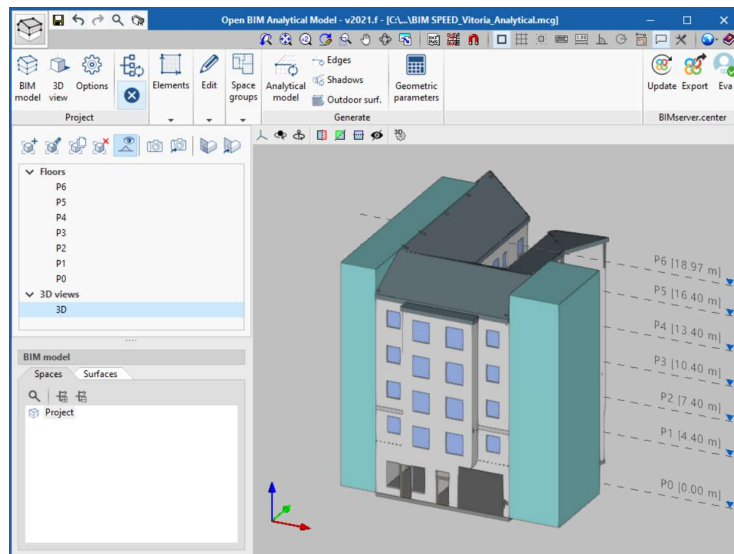 Open BIM Analytical Model - v2021.f - [C:\...\BIM SPEED_Vitoria_Analytical.mcg]
BIM model
3D view
Options
Elements
Edit
Space groups
Analytical model
Edges
Shadows
Outdoor surf.
Geometric parameters
Update
Export
Eva
Project
Generate
BIMserver.center
3D
Floors
P6
P5
P4
P3
P2
P1
P0
3D views
3D
BIM model
Spaces
Surfaces
Project
P6 [18.97 m]
P5 [16.40 m]
P4 [13.40 m]
P3 [10.40 m]
P2 [7.40 m]
P1 [4.40 m]
P0 [0.00 m]